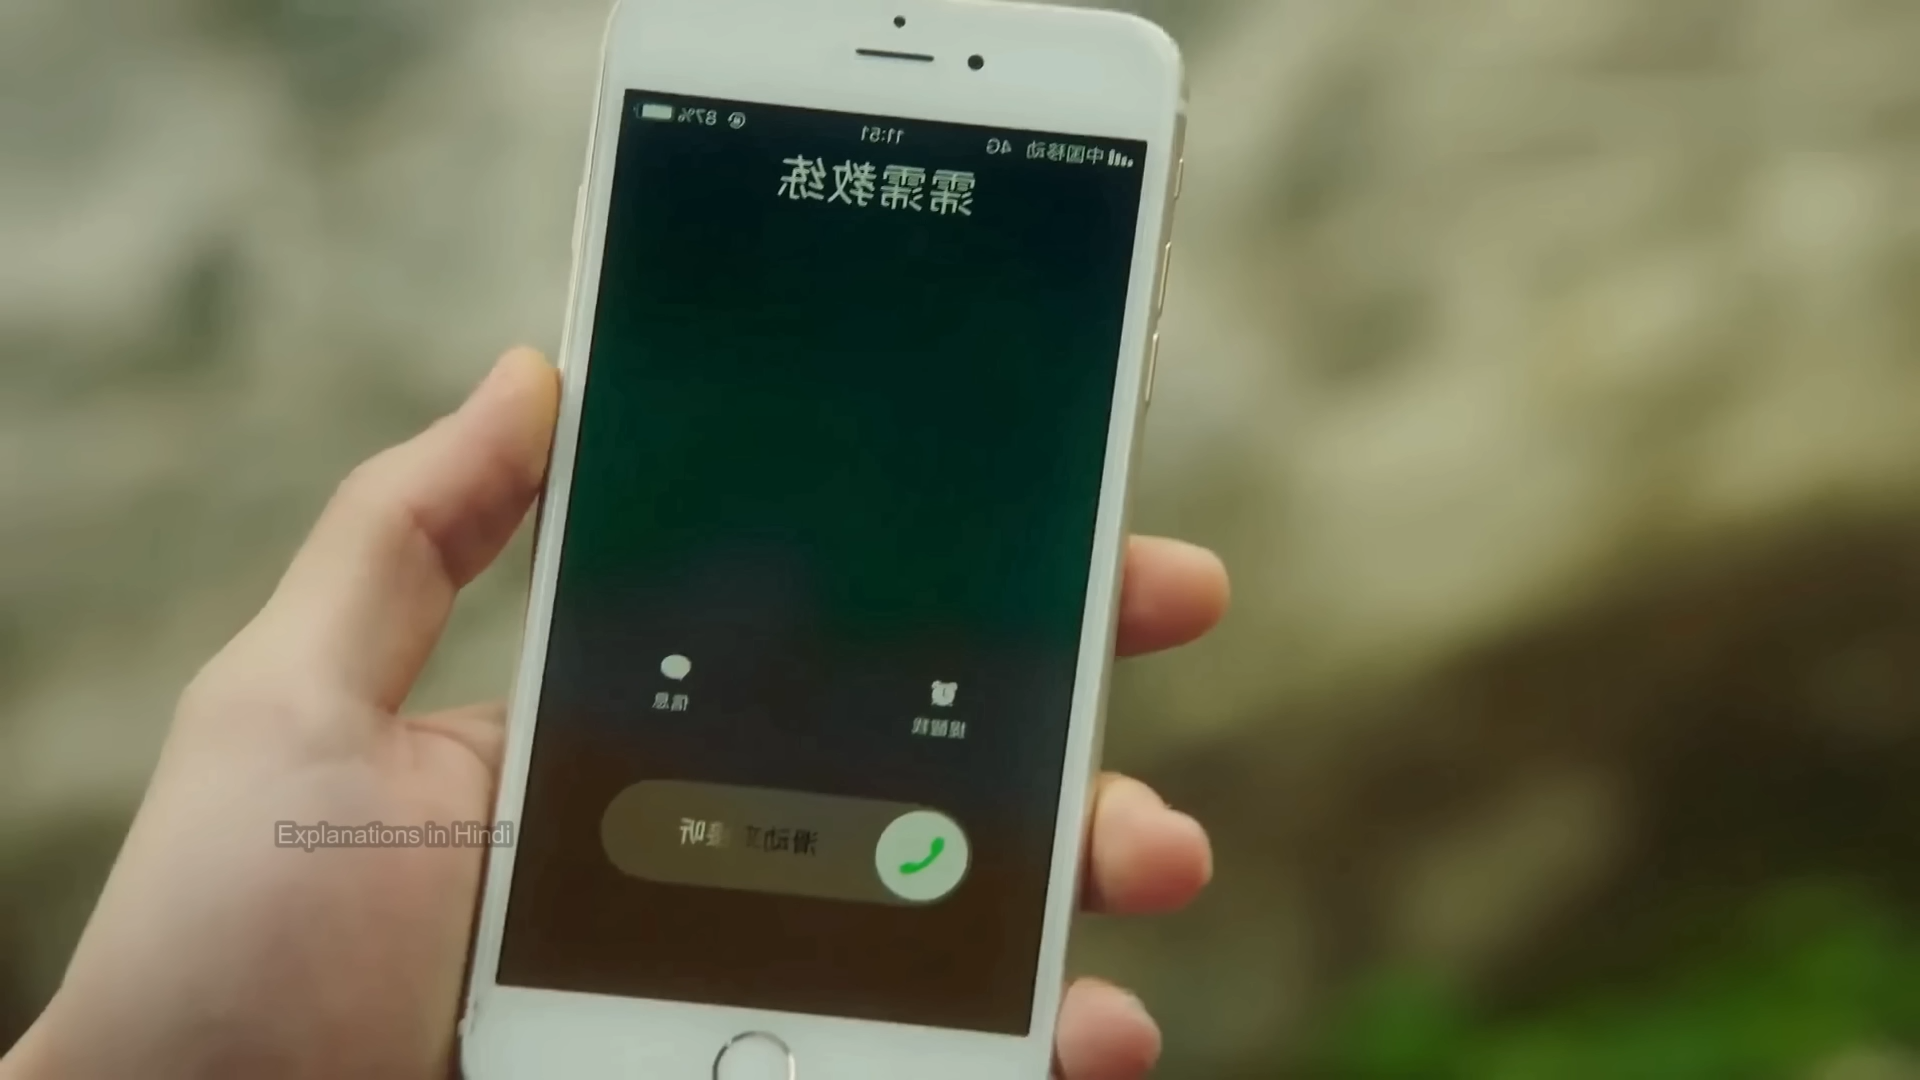 中国移动 4G 11:51 87%
霈霈教练
提醒我 信息
滑动来接听
Explanations in Hindi